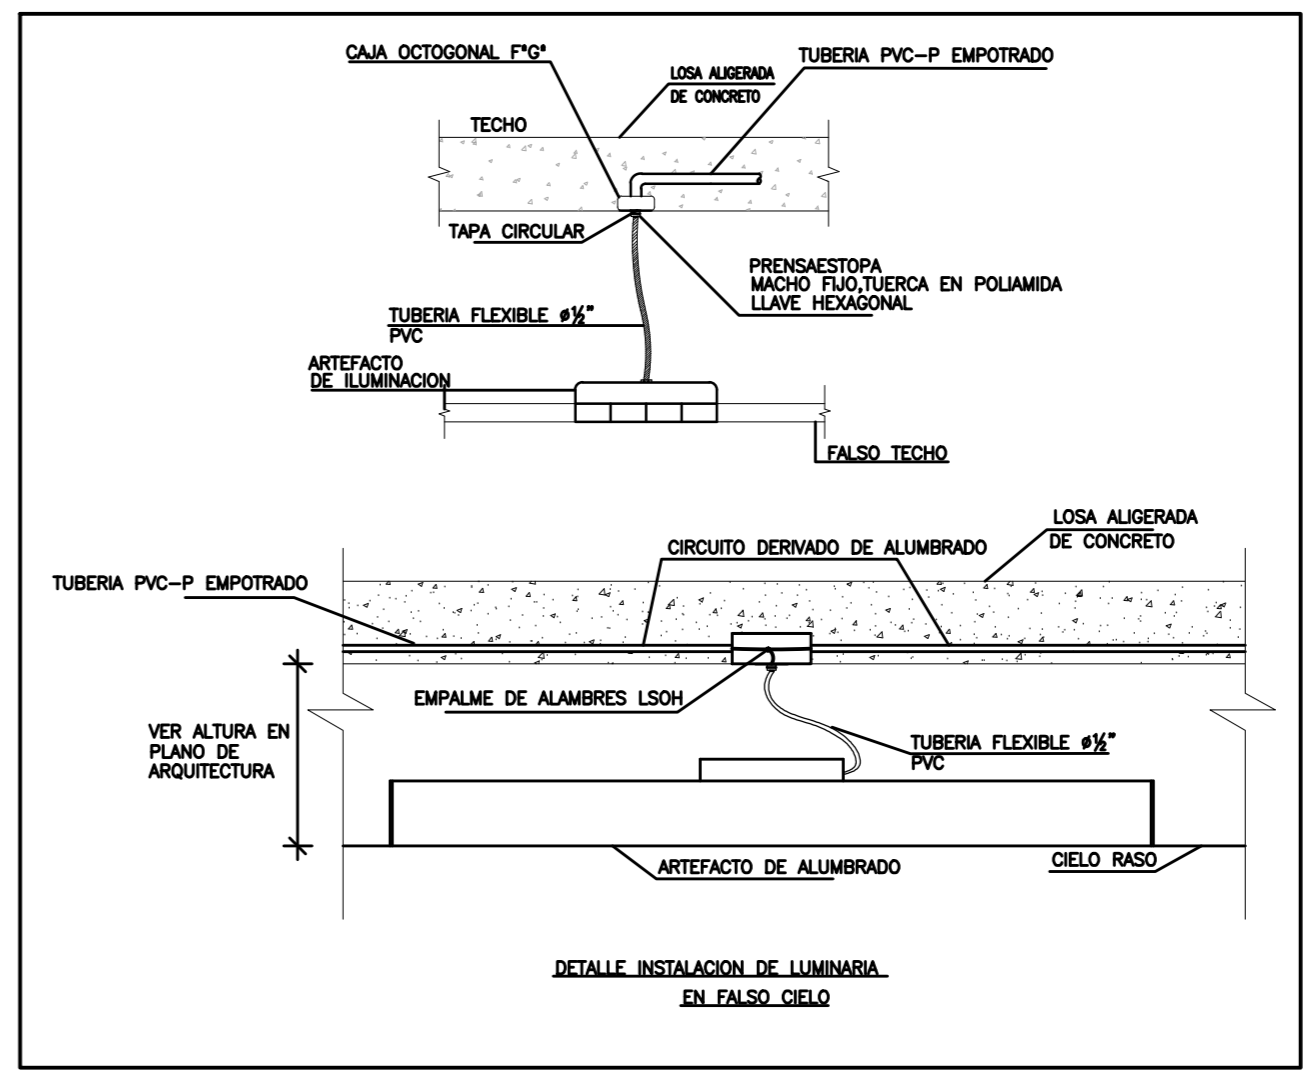 CAJA OCTOGONAL F°G°
TUBERIA PVC-P EMPOTRADO
LOSA ALIGERADA
DE CONCRETO
TECHO
TAPA CIRCULAR
PRENSAESTOPA
MACHO FIJO,TUERCA EN POLIAMIDA
LLAVE HEXAGONAL
TUBERIA FLEXIBLE ø½"
PVC
ARTEFACTO
DE ILUMINACION
FALSO TECHO
LOSA ALIGERADA
DE CONCRETO
CIRCUITO DERIVADO DE ALUMBRADO
TUBERIA PVC-P EMPOTRADO
EMPALME DE ALAMBRES LSOH
VER ALTURA EN
PLANO DE
ARQUITECTURA
TUBERIA FLEXIBLE ø½"
PVC
ARTEFACTO DE ALUMBRADO
CIELO RASO
DETALLE INSTALACION DE LUMINARIA
EN FALSO CIELO